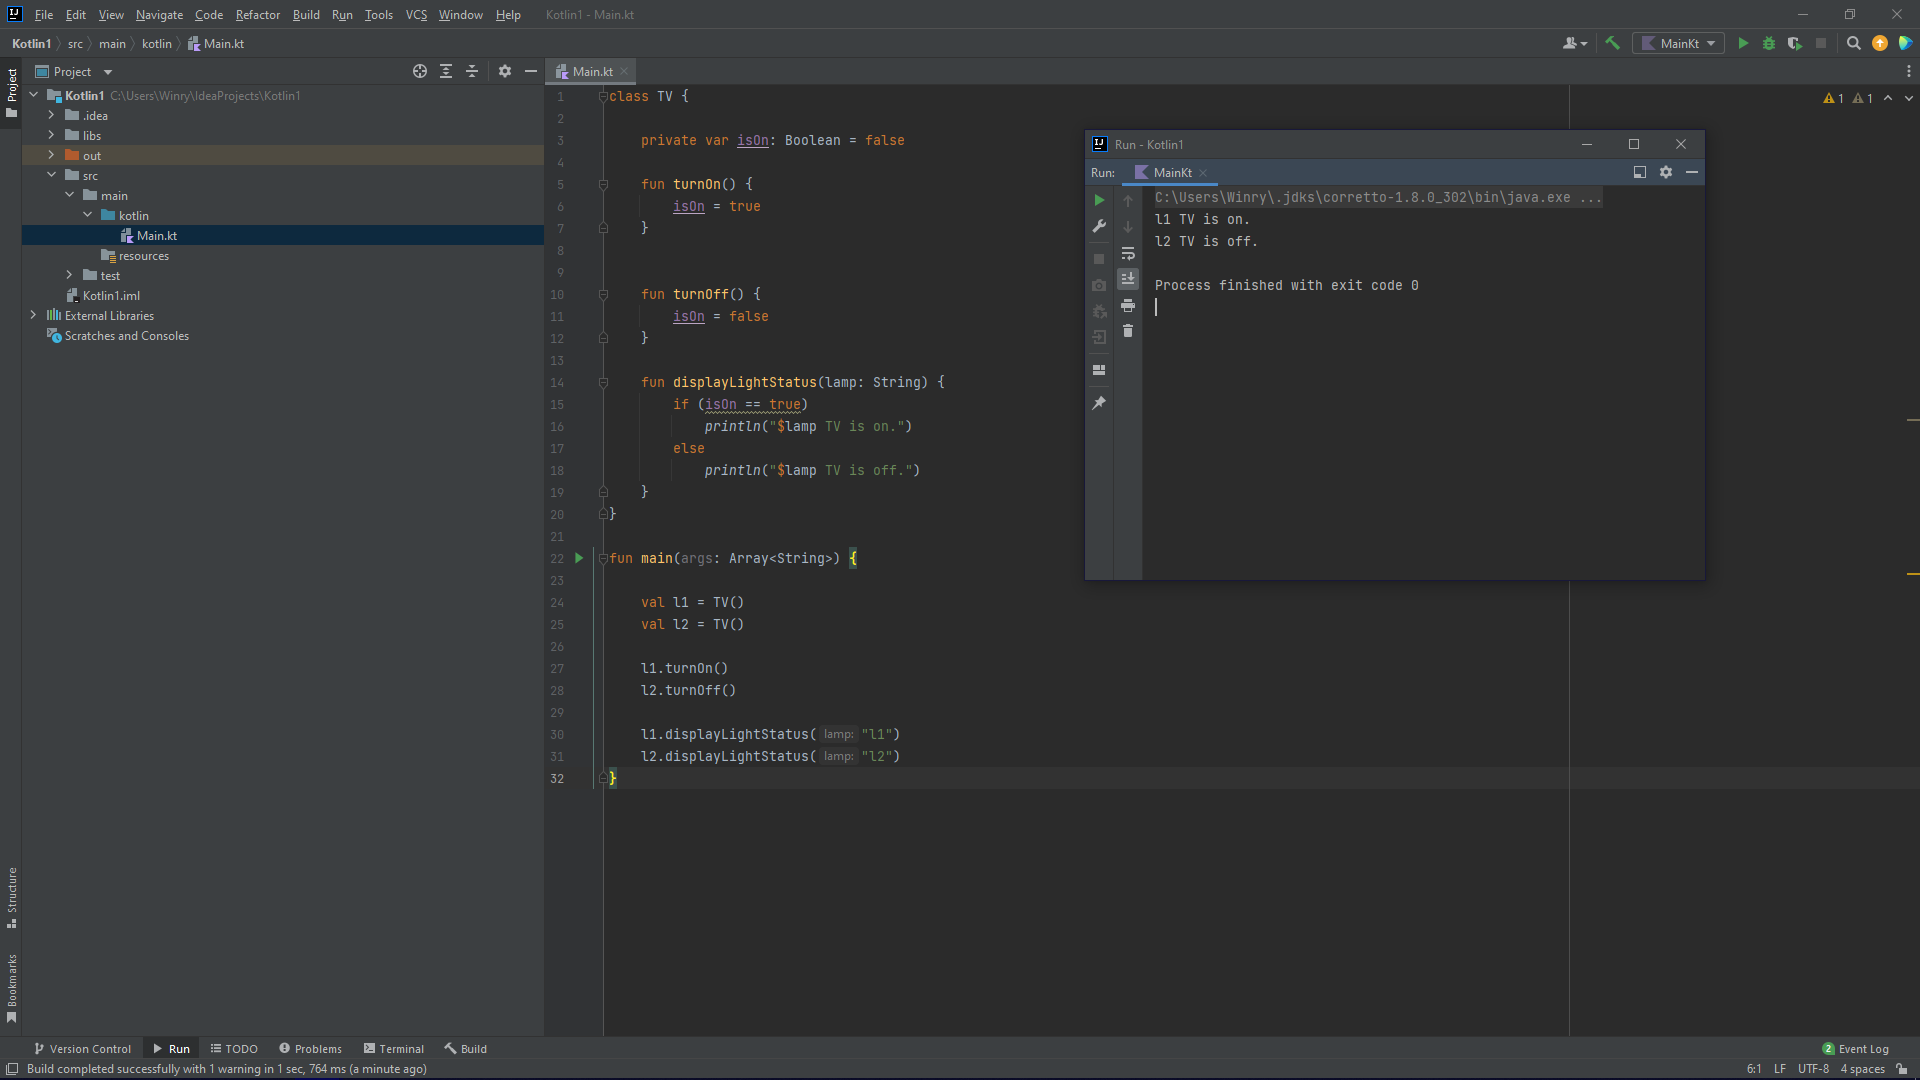 File Edit View Navigate Code Refactor Build Run Tools VCS Window Help Kotlin1 - Main.kt
Kotlin1 src main kotlin Main.kt
MainKt
Project
Main.kt
Project
Kotlin1 C:\Users\Winry\IdeaProjects\Kotlin1
.idea
libs
out
src
main
kotlin
Main.kt
resources
test
Kotlin1.iml
External Libraries
Scratches and Consoles
Structure
Bookmarks
1 class TV {
2
3 private var isOn: Boolean = false
4
5 fun turnOn() {
6 isOn = true
7 }
8
9
10 fun turnOff() {
11 isOn = false
12 }
13
14 fun displayLightStatus(lamp: String) {
15 if (isOn == true)
16 println("$lamp TV is on.")
17 else
18 println("$lamp TV is off.")
19 }
20 }
21
22 fun main(args: Array<String>) {
23
24 val l1 = TV()
25 val l2 = TV()
26
27 l1.turnOn()
28 l2.turnOff()
29
30 l1.displayLightStatus( lamp: "l1")
31 l2.displayLightStatus( lamp: "l2")
32 }
1 1
Run - Kotlin1
Run: MainKt
C:\Users\Winry\.jdks\corretto-1.8.0_302\bin\java.exe ...
l1 TV is on.
l2 TV is off.
Process finished with exit code 0
Version Control Run TODO Problems Terminal Build 2 Event Log
Build completed successfully with 1 warning in 1 sec, 764 ms (a minute ago) 6:1 LF UTF-8 4 spaces